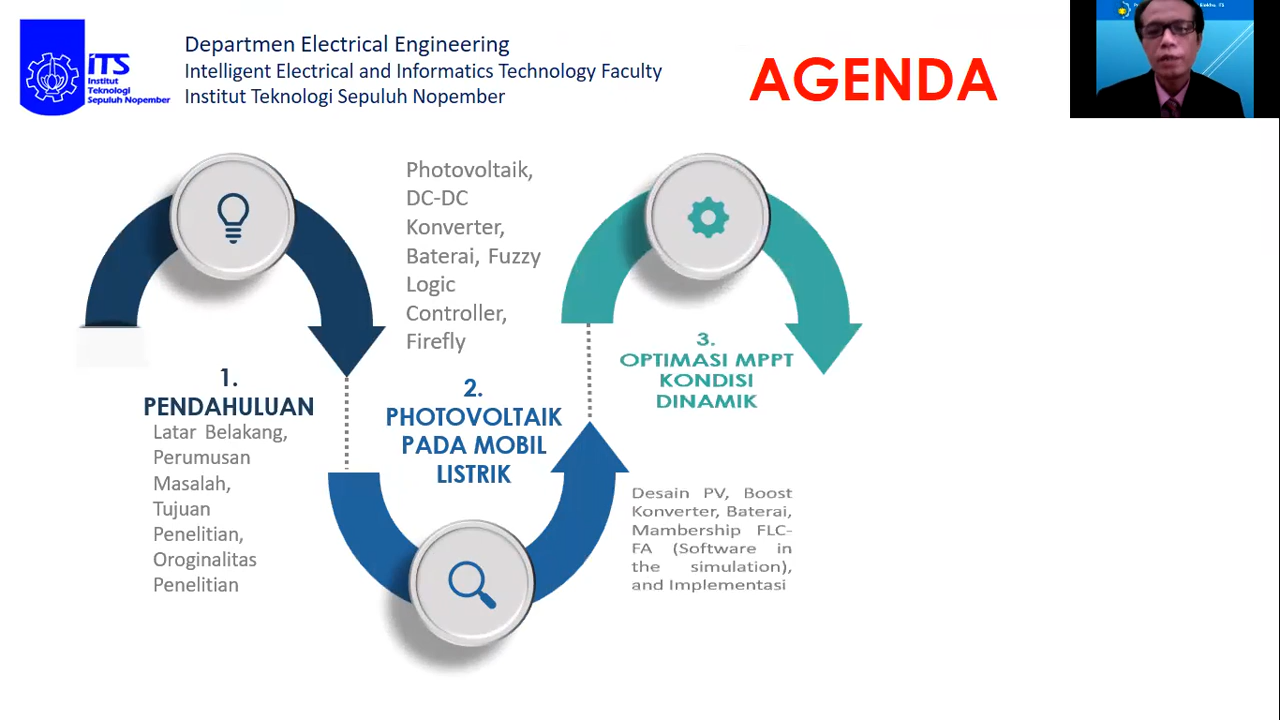 iTS
Institut
Teknologi
Sepuluh Nopember
Departmen Electrical Engineering
Intelligent Electrical and Informatics Technology Faculty
Institut Teknologi Sepuluh Nopember
AGENDA
1.
PENDAHULUAN
Latar Belakang,
Perumusan
Masalah,
Tujuan
Penelitian,
Oroginalitas
Penelitian
Photovoltaik,
DC-DC
Konverter,
Baterai, Fuzzy
Logic
Controller,
Firefly
2.
PHOTOVOLTAIK
PADA MOBIL
LISTRIK
3.
OPTIMASI MPPT
KONDISI
DINAMIK
Desain PV, Boost
Konverter, Baterai,
Mambership FLC-
FA (Software in
the simulation),
and Implementasi